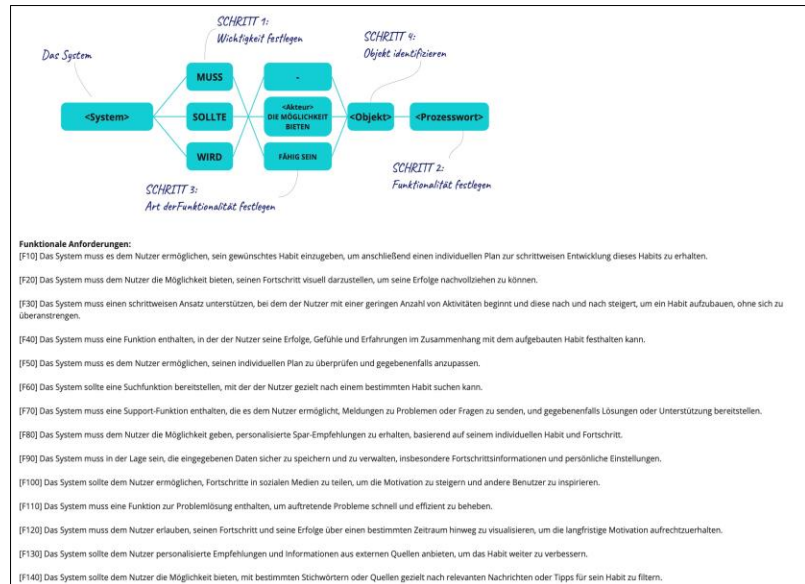 SCHRITT 1:
Wichtigkeit festlegen
SCHRITT 4:
Objekt identifizieren
Das System
MUSS
-
<System>
SOLLTE
<Akteur>
DIE MÖGLICHKEIT
BIETEN
<Objekt>
<Prozesswort>
WIRD
FÄHIG SEIN
SCHRITT 3:
Art derFunktionalität festlegen
SCHRITT 2:
Funktionalität festlegen
Funktionale Anforderungen:
[F10] Das System muss es dem Nutzer ermöglichen, sein gewünschtes Habit einzugeben, um anschließend einen individuellen Plan zur schrittweisen Entwicklung dieses Habits zu erhalten.
[F20] Das System muss dem Nutzer die Möglichkeit bieten, seinen Fortschritt visuell darzustellen, um seine Erfolge nachvollziehen zu können.
[F30] Das System muss einen schrittweisen Ansatz unterstützen, bei dem der Nutzer mit einer geringen Anzahl von Aktivitäten beginnt und diese nach und nach steigert, um ein Habit aufzubauen, ohne sich zu
überanstrengen.
[F40] Das System muss eine Funktion enthalten, in der der Nutzer seine Erfolge, Gefühle und Erfahrungen im Zusammenhang mit dem aufgebauten Habit festhalten kann.
[F50] Das System muss es dem Nutzer ermöglichen, seinen individuellen Plan zu überprüfen und gegebenenfalls anzupassen.
[F60] Das System sollte eine Suchfunktion bereitstellen, mit der der Nutzer gezielt nach einem bestimmten Habit suchen kann.
[F70] Das System muss eine Support-Funktion enthalten, die es dem Nutzer ermöglicht, Meldungen zu Problemen oder Fragen zu senden, und gegebenenfalls Lösungen oder Unterstützung bereitstellen.
[F80] Das System muss dem Nutzer die Möglichkeit geben, personalisierte Spar-Empfehlungen zu erhalten, basierend auf seinem individuellen Habit und Fortschritt.
[F90] Das System muss in der Lage sein, die eingegebenen Daten sicher zu speichern und zu verwalten, insbesondere Fortschrittsinformationen und persönliche Einstellungen.
[F100] Das System sollte dem Nutzer ermöglichen, Fortschritte in sozialen Medien zu teilen, um die Motivation zu steigern und andere Benutzer zu inspirieren.
[F110] Das System muss eine Funktion zur Problemlösung enthalten, um auftretende Probleme schnell und effizient zu beheben.
[F120] Das System muss dem Nutzer erlauben, seinen Fortschritt und seine Erfolge über einen bestimmten Zeitraum hinweg zu visualisieren, um die langfristige Motivation aufrechtzuerhalten.
[F130] Das System sollte dem Nutzer personalisierte Empfehlungen und Informationen aus externen Quellen anbieten, um das Habit weiter zu verbessern.
[F140] Das System sollte dem Nutzer die Möglichkeit bieten, mit bestimmten Stichwörtern oder Quellen gezielt nach relevanten Nachrichten oder Tipps für sein Habit zu filtern.